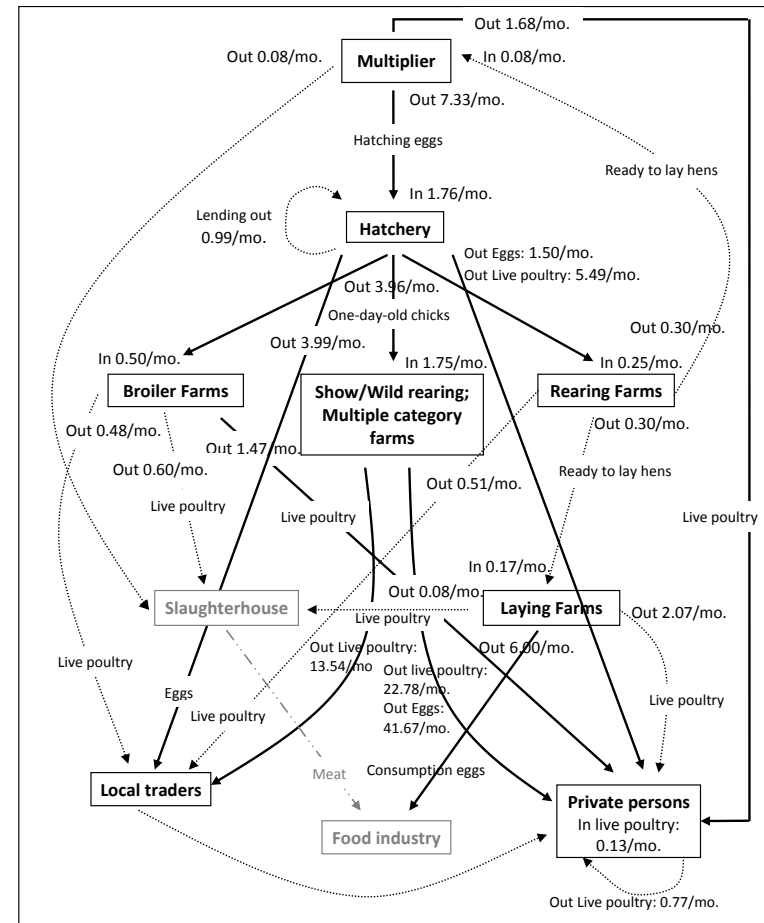 Out 1.68/mo.
Out 0.08/mo.
Multiplier
In 0.08/mo.
Out 7.33/mo.
Hatching eggs
Ready to lay hens
In 1.76/mo.
Lending out
0.99/mo.
Hatchery
Out Eggs: 1.50/mo.
Out Live poultry: 5.49/mo.
Out 3.96/mo.
One-day-old chicks
Out 3.99/mo.
Out 0.30/mo.
In 0.50/mo.
In 1.75/mo.
In 0.25/mo.
Broiler Farms
Show/Wild rearing;
Multiple category
farms
Rearing Farms
Out 0.48/mo.
Out 1.47/mo.
Out 0.30/mo.
Out 0.60/mo.
Out 0.51/mo.
Ready to lay hens
Live poultry
Live poultry
Live poultry
In 0.17/mo.
Out 0.08/mo.
Slaughterhouse
Live poultry
Laying Farms
Out 2.07/mo.
Out Live poultry:
13.54/mo
Out 6.00/mo.
Live poultry
Out live poultry:
22.78/mo.
Out Eggs:
41.67/mo.
Eggs
Live poultry
Live poultry
Meat
Consumption eggs
Local traders
Private persons
In live poultry:
0.13/mo.
Food industry
Out Live poultry: 0.77/mo.